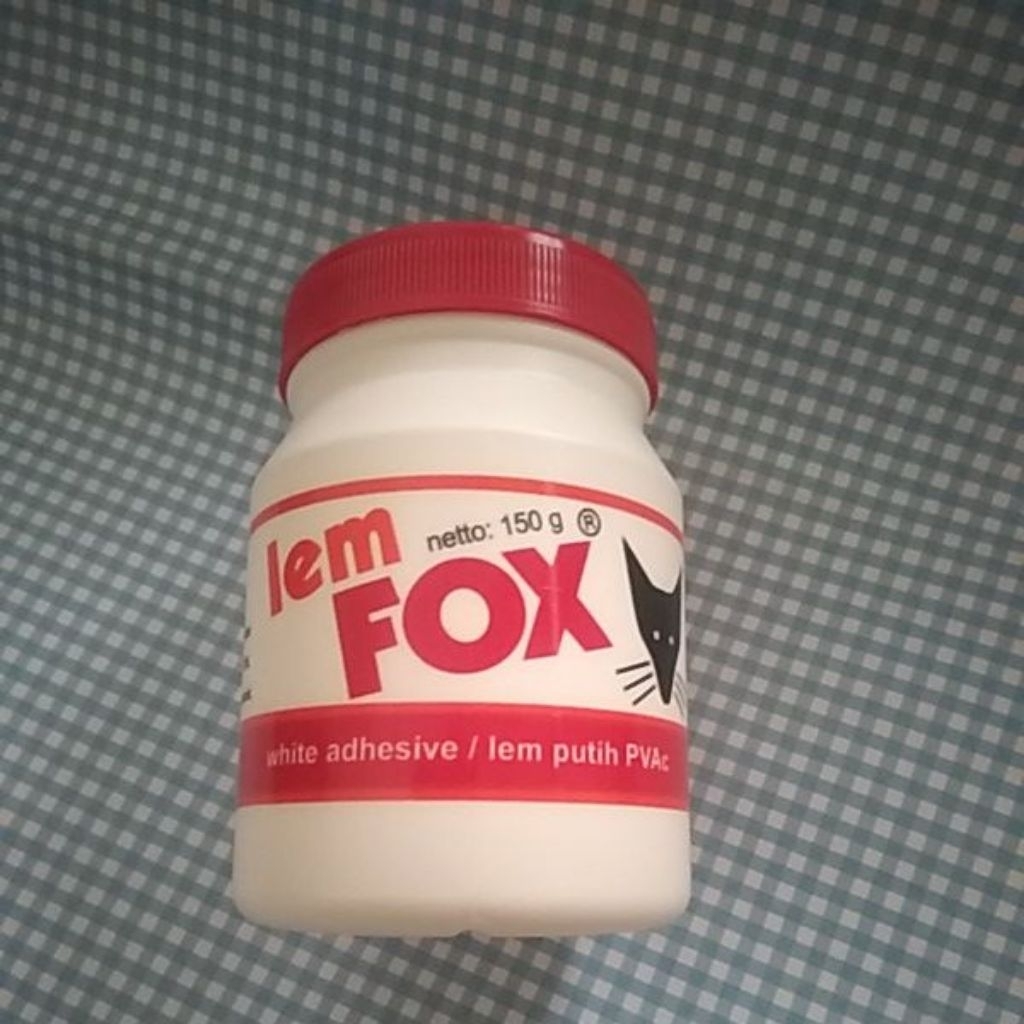 lem
netto: 150 g ®
FOX
white adhesive / lem putih PVAc